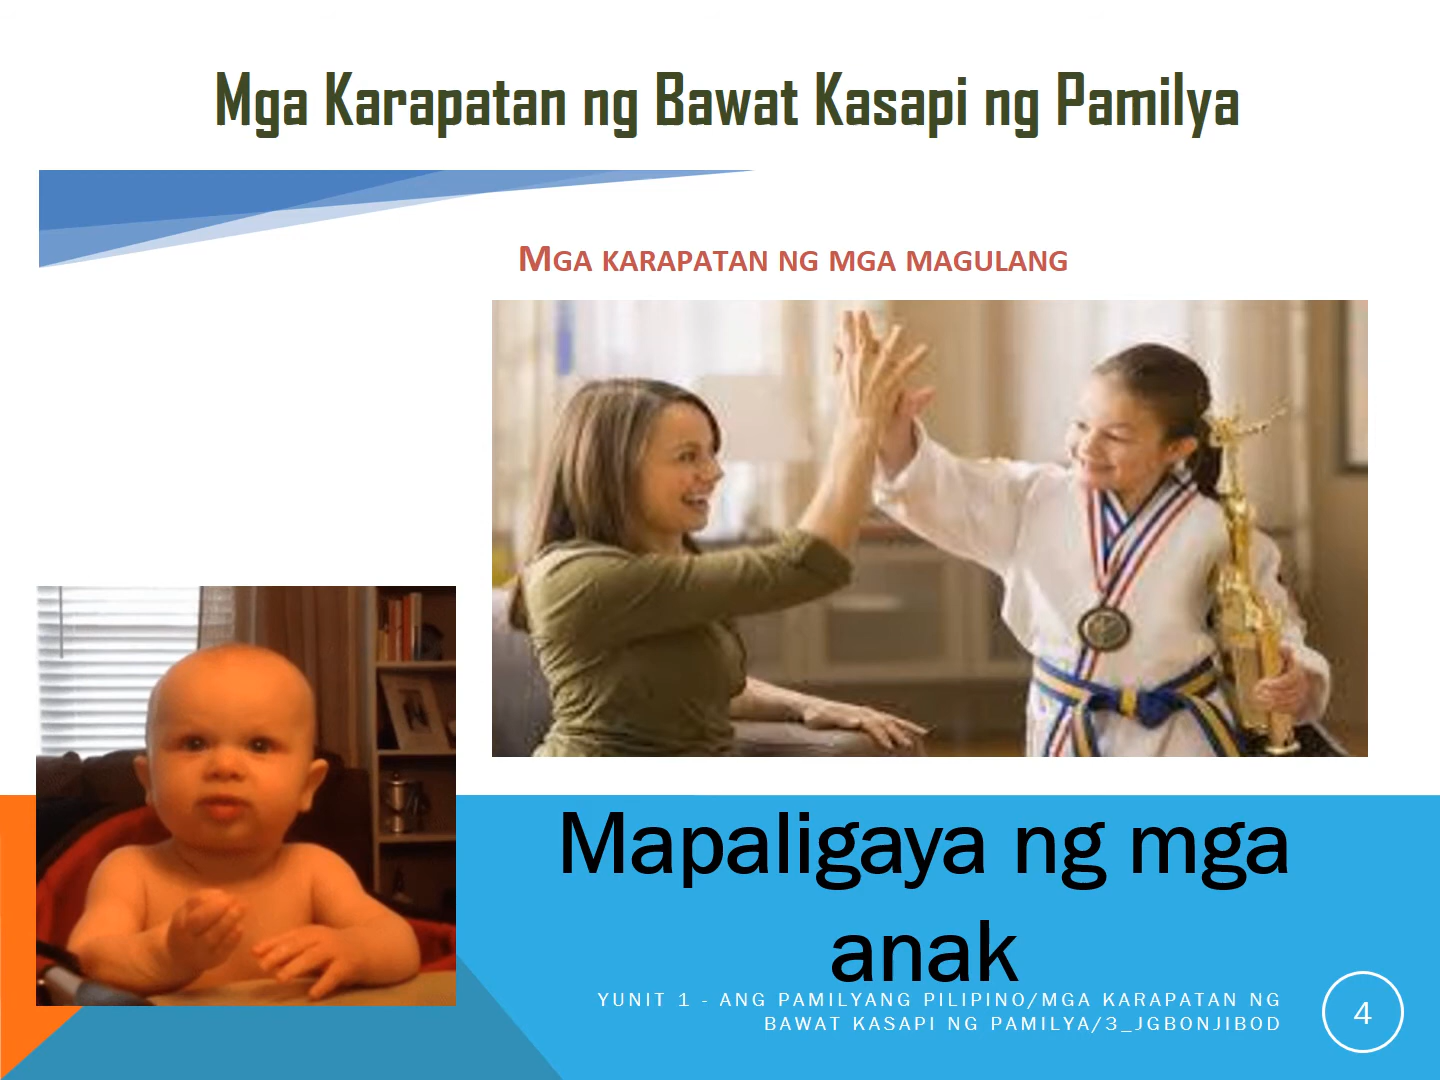 Mga Karapatan ng Bawat Kasapi ng Pamilya
MGA KARAPATAN NG MGA MAGULANG
Mapaligaya ng mga
anak
YUNIT 1 - ANG PAMILYANG PILIPINO/MGA KARAPATAN NG
BAWAT KASAPI NG PAMILYA/3_JGBONJIBOD
4